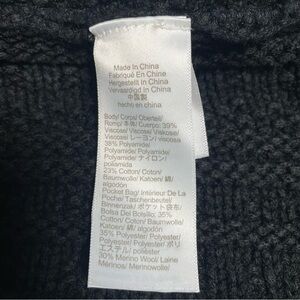 Made In China
Fabriqué En Chine
Hergestellt In China
Vervaardigd In China
中国製
hecho en china
Body/ Corps/ Oberteil/
Romp/ 本体/ Cuerpo: 39%
Viscose/ Viscose/ Viskose/
Viscose/ レーヨン/ viscosa
38% Polyamide/
Polyamide/ Polyamide/
Polyamide/ ナイロン/
poliamida
23% Cotton/ Coton/
Baumwolle/ Katoen/ 綿/
algodón
Pocket Bag/ Intérieur De La
Poche/ Taschenbeutel/
Binnenzak/ ポケット袋布/
Bolsa Del Bolsillo: 35%
Cotton/ Coton/ Baumwolle/
Katoen/ 綿/ algodón
35% Polyester/ Polyester/
Polyester/ Polyester/ ポリ
エステル/ poliéster
30% Merino Wool/ Laine
Mérinos/ Merinowolle/